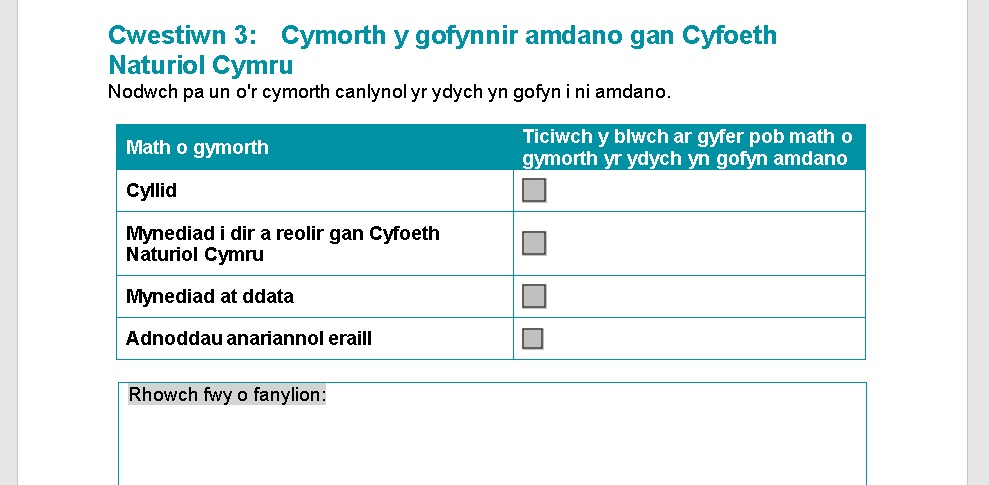 Cwestiwn 3: Cymorth y gofynnir amdano gan Cyfoeth
Naturiol Cymru
Nodwch pa un o'r cymorth canlynol yr ydych yn gofyn i ni amdano.
Math o gymorth
Ticiwch y blwch ar gyfer pob math o
gymorth yr ydych yn gofyn amdano
Cyllid
Mynediad i dir a reolir gan Cyfoeth
Naturiol Cymru
Mynediad at ddata
Adnoddau anariannol eraill
Rhowch fwy o fanylion: